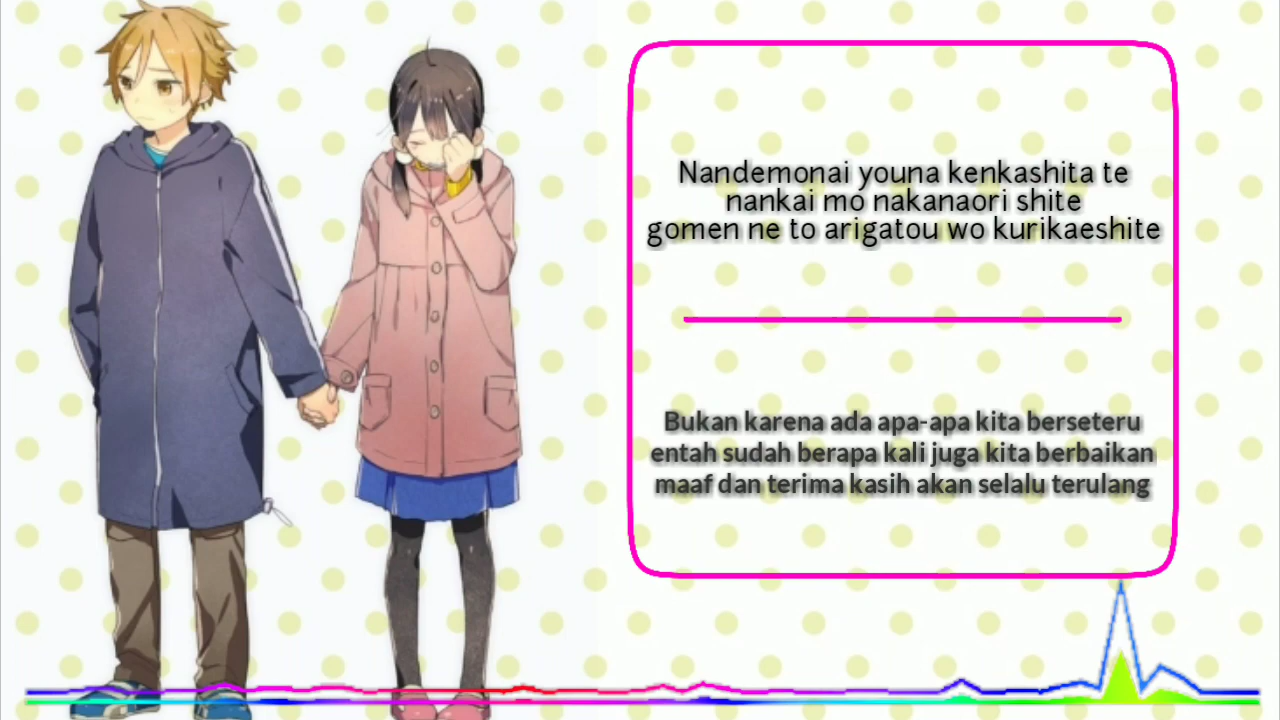 Nandemonai youna kenkashita te
nankai mo nakanaori shite
gomen ne to arigatou wo kurikaeshite
Bukan karena ada apa-apa kita berseteru
entah sudah berapa kali juga kita berbaikan
maaf dan terima kasih akan selalu terulang